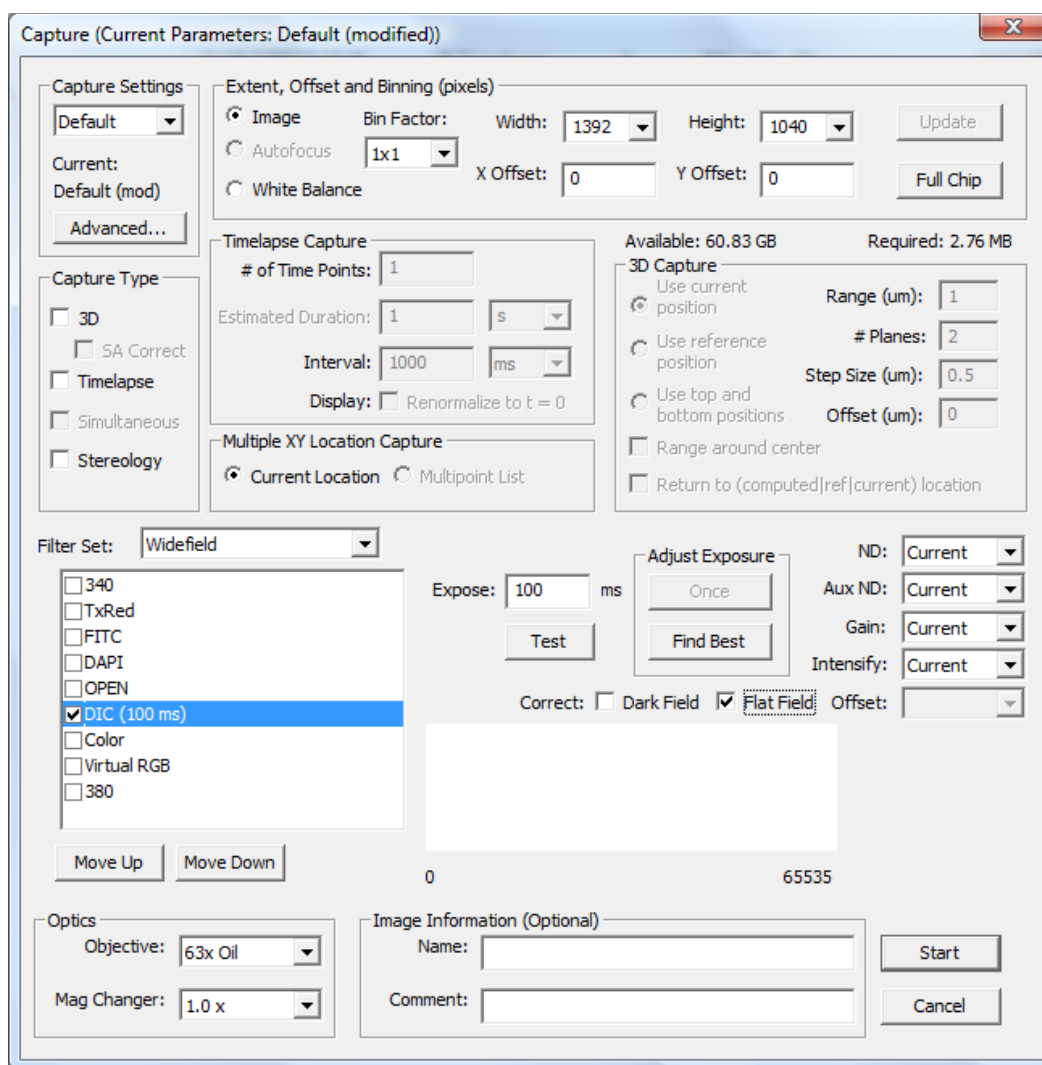 Capture (Current Parameters: Default (modified))
Capture Settings
Default
Current:
Default (mod)
Advanced...
Extent, Offset and Binning (pixels)
Image
Autofocus
White Balance
Bin Factor:
1x1
Width: 1392
Height: 1040
Update
X Offset: 0
Y Offset: 0
Full Chip
Capture Type
3D
SA Correct
Timelapse
Simultaneous
Stereology
Timelapse Capture
# of Time Points: 1
Estimated Duration: 1 s
Interval: 1000 ms
Display: Renormalize to t = 0
Multiple XY Location Capture
Current Location Multipoint List
Available: 60.83 GB Required: 2.76 MB
3D Capture
Use current
position
Use reference
position
Use top and
bottom positions
Range (um): 1
# Planes: 2
Step Size (um): 0.5
Offset (um): 0
Range around center
Return to (computed|ref|current) location
Filter Set: Widefield
340
TxRed
FITC
DAPI
OPEN
DIC (100 ms)
Color
Virtual RGB
380
Move Up Move Down
Expose: 100 ms
Test
Adjust Exposure
Once
Find Best
ND: Current
Aux ND: Current
Gain: Current
Intensify: Current
Correct: Dark Field Flat Field Offset:
0 65535
Optics
Objective: 63x Oil
Mag Changer: 1.0 x
Image Information (Optional)
Name:
Comment:
Start
Cancel